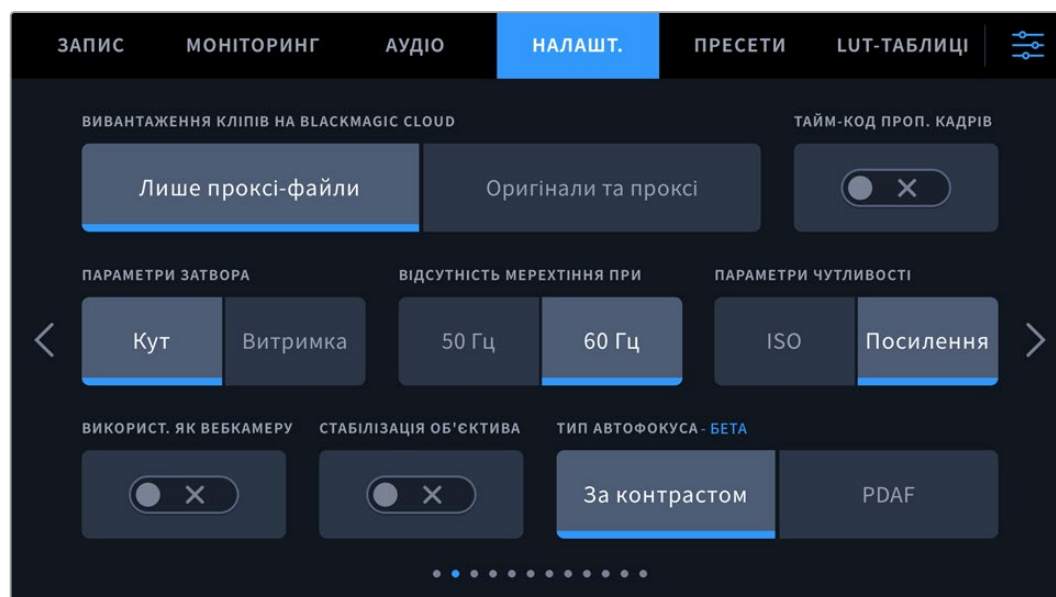 ЗАПИС МОНІТОРИНГ АУДІО НАЛАШТ. ПРЕСЕТИ LUT-ТАБЛИЦІ
ВИВАНТАЖЕННЯ КЛІПІВ НА BLACKMAGIC CLOUD ТАЙМ-КОД ПРОП. КАДРІВ
Лише проксі-файли Оригінали та проксі
ПАРАМЕТРИ ЗАТВОРА ВІДСУТНІСТЬ МЕРЕХТІННЯ ПРИ ПАРАМЕТРИ ЧУТЛИВОСТІ
Кут Витримка 50 Гц 60 Гц ISO Посилення
ВИКОРИСТ. ЯК ВЕБКАМЕРУ СТАБІЛІЗАЦІЯ ОБ'ЄКТИВА ТИП АВТОФОКУСА - БЕТА
За контрастом PDAF